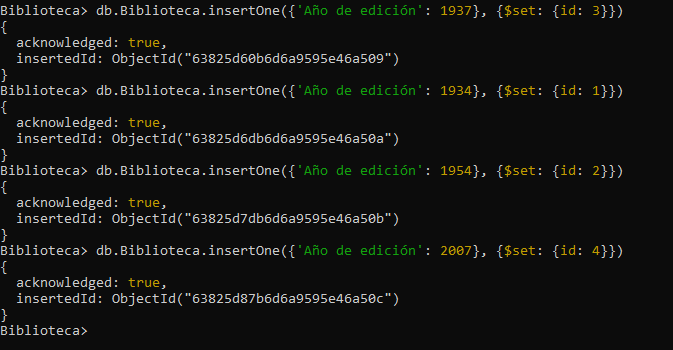 Biblioteca> db.Biblioteca.insertOne({'Año de edición': 1937}, {$set: {id: 3}})
{
  acknowledged: true,
  insertedId: ObjectId("63825d60b6d6a9595e46a509")
}
Biblioteca> db.Biblioteca.insertOne({'Año de edición': 1934}, {$set: {id: 1}})
{
  acknowledged: true,
  insertedId: ObjectId("63825d6db6d6a9595e46a50a")
}
Biblioteca> db.Biblioteca.insertOne({'Año de edición': 1954}, {$set: {id: 2}})
{
  acknowledged: true,
  insertedId: ObjectId("63825d7db6d6a9595e46a50b")
}
Biblioteca> db.Biblioteca.insertOne({'Año de edición': 2007}, {$set: {id: 4}})
{
  acknowledged: true,
  insertedId: ObjectId("63825d87b6d6a9595e46a50c")
}
Biblioteca>